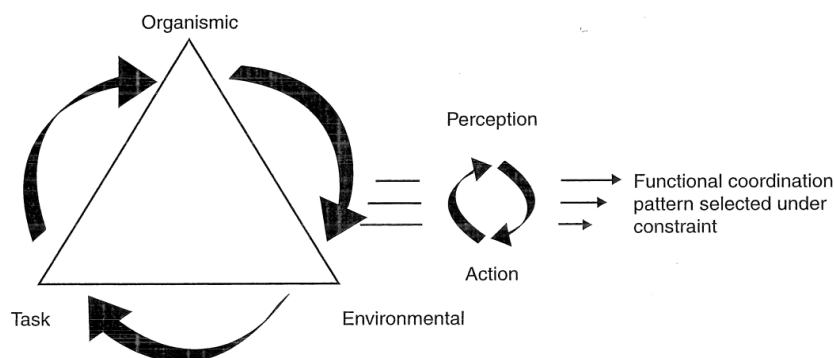 Organismic
Perception
Functional coordination
pattern selected under
constraint
Action
Task
Environmental